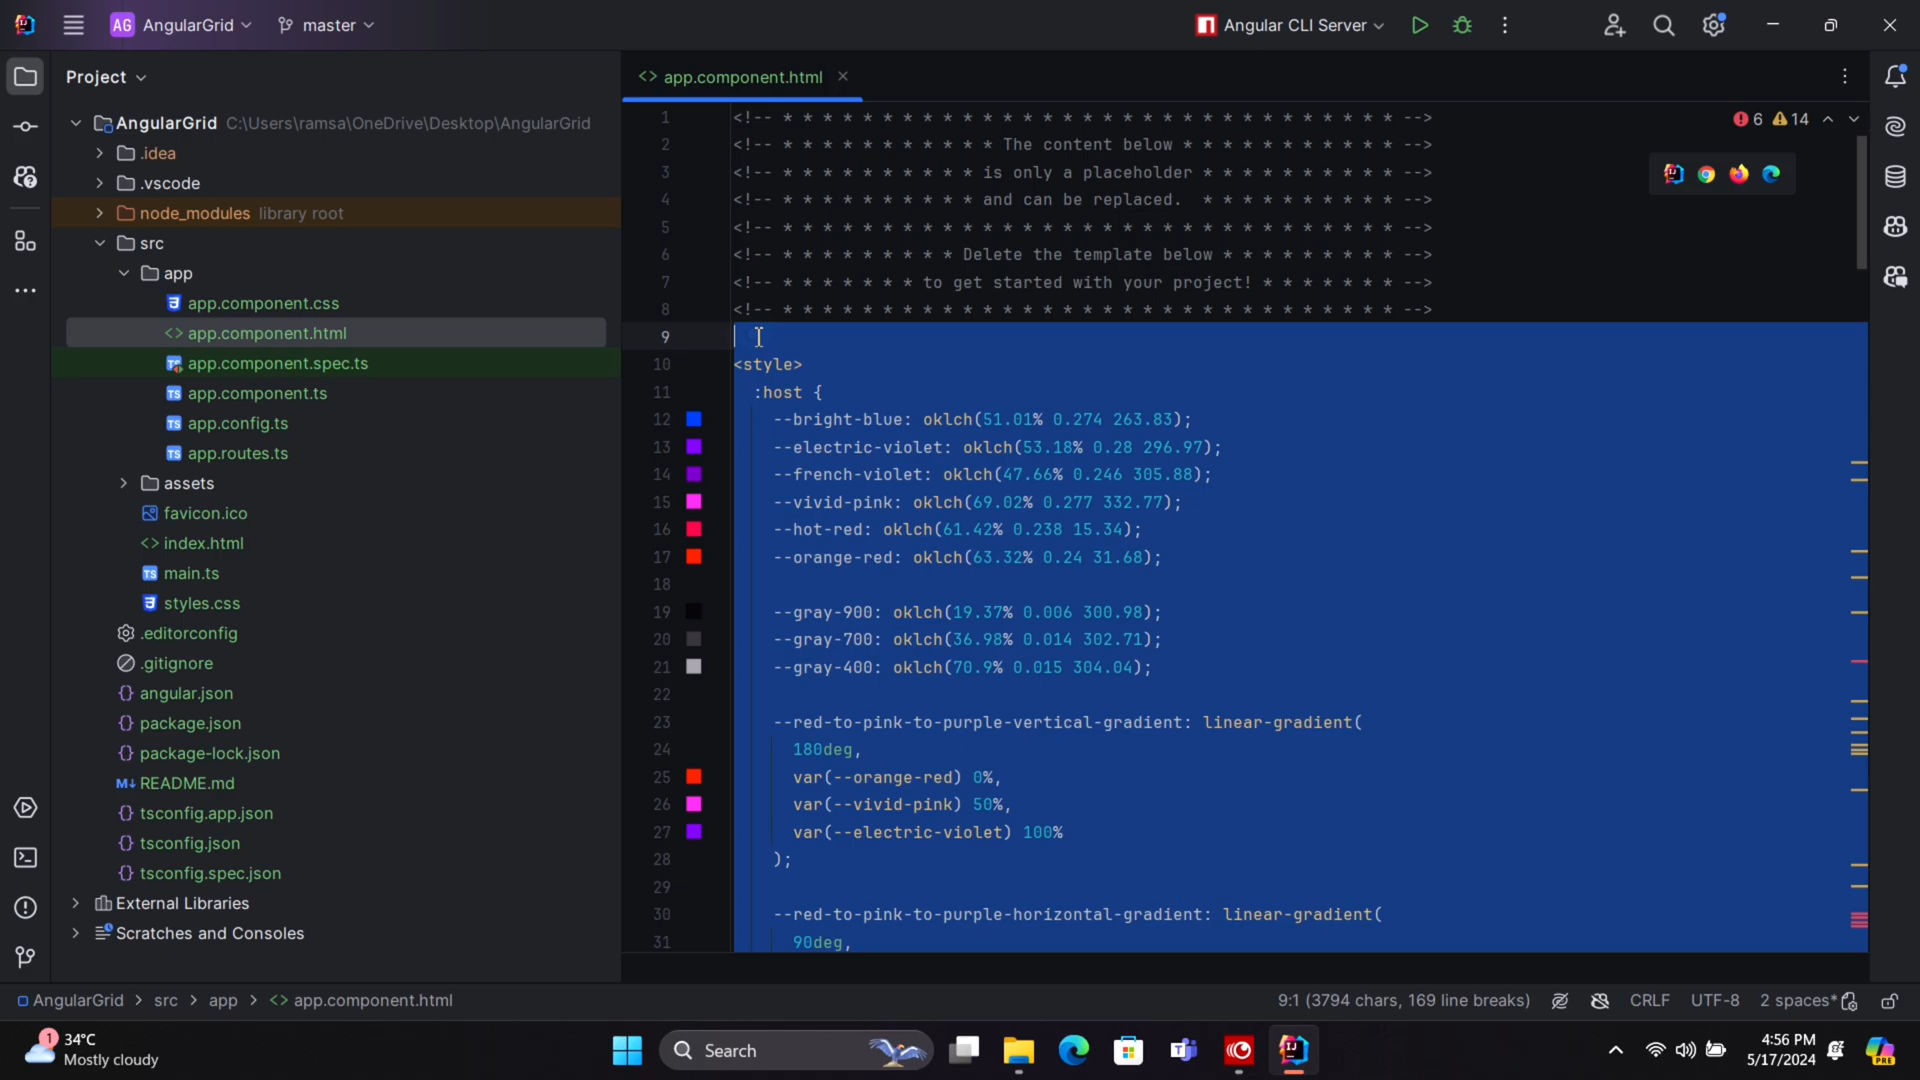 AG AngularGrid master
Angular CLI Server
Project
AngularGrid C:\Users\ramsa\OneDrive\Desktop\AngularGrid
.idea
.vscode
node_modules library root
src
app
app.component.css
app.component.html
app.component.spec.ts
app.component.ts
app.config.ts
app.routes.ts
assets
favicon.ico
index.html
main.ts
styles.css
.editorconfig
.gitignore
angular.json
package.json
package-lock.json
README.md
tsconfig.app.json
tsconfig.json
tsconfig.spec.json
External Libraries
Scratches and Consoles
app.component.html
6 14
1 <!-- * * * * * * * * * * * * * * * * * * * * * * * * * * * * * * * -->
2 <!-- * * * * * * * * * * * The content below * * * * * * * * * * * -->
3 <!-- * * * * * * * * * * is only a placeholder * * * * * * * * * * -->
4 <!-- * * * * * * * * * * and can be replaced.  * * * * * * * * * * -->
5 <!-- * * * * * * * * * * * * * * * * * * * * * * * * * * * * * * * -->
6 <!-- * * * * * * * * * Delete the template below * * * * * * * * * -->
7 <!-- * * * * * * * to get started with your project! * * * * * * * -->
8 <!-- * * * * * * * * * * * * * * * * * * * * * * * * * * * * * * * -->
9
10 <style>
11 :host {
12 --bright-blue: oklch(51.01% 0.274 263.83);
13 --electric-violet: oklch(53.18% 0.28 296.97);
14 --french-violet: oklch(47.66% 0.246 305.88);
15 --vivid-pink: oklch(69.02% 0.277 332.77);
16 --hot-red: oklch(61.42% 0.238 15.34);
17 --orange-red: oklch(63.32% 0.24 31.68);
18
19 --gray-900: oklch(19.37% 0.006 300.98);
20 --gray-700: oklch(36.98% 0.014 302.71);
21 --gray-400: oklch(70.9% 0.015 304.04);
22
23 --red-to-pink-to-purple-vertical-gradient: linear-gradient(
24 180deg,
25 var(--orange-red) 0%,
26 var(--vivid-pink) 50%,
27 var(--electric-violet) 100%
28 );
29
30 --red-to-pink-to-purple-horizontal-gradient: linear-gradient(
31 90deg,
AngularGrid > src > app > <> app.component.html
9:1 (3794 chars, 169 line breaks) CRLF UTF-8 2 spaces*
1 34°C
Mostly cloudy
Search
4:56 PM
5/17/2024
PRE